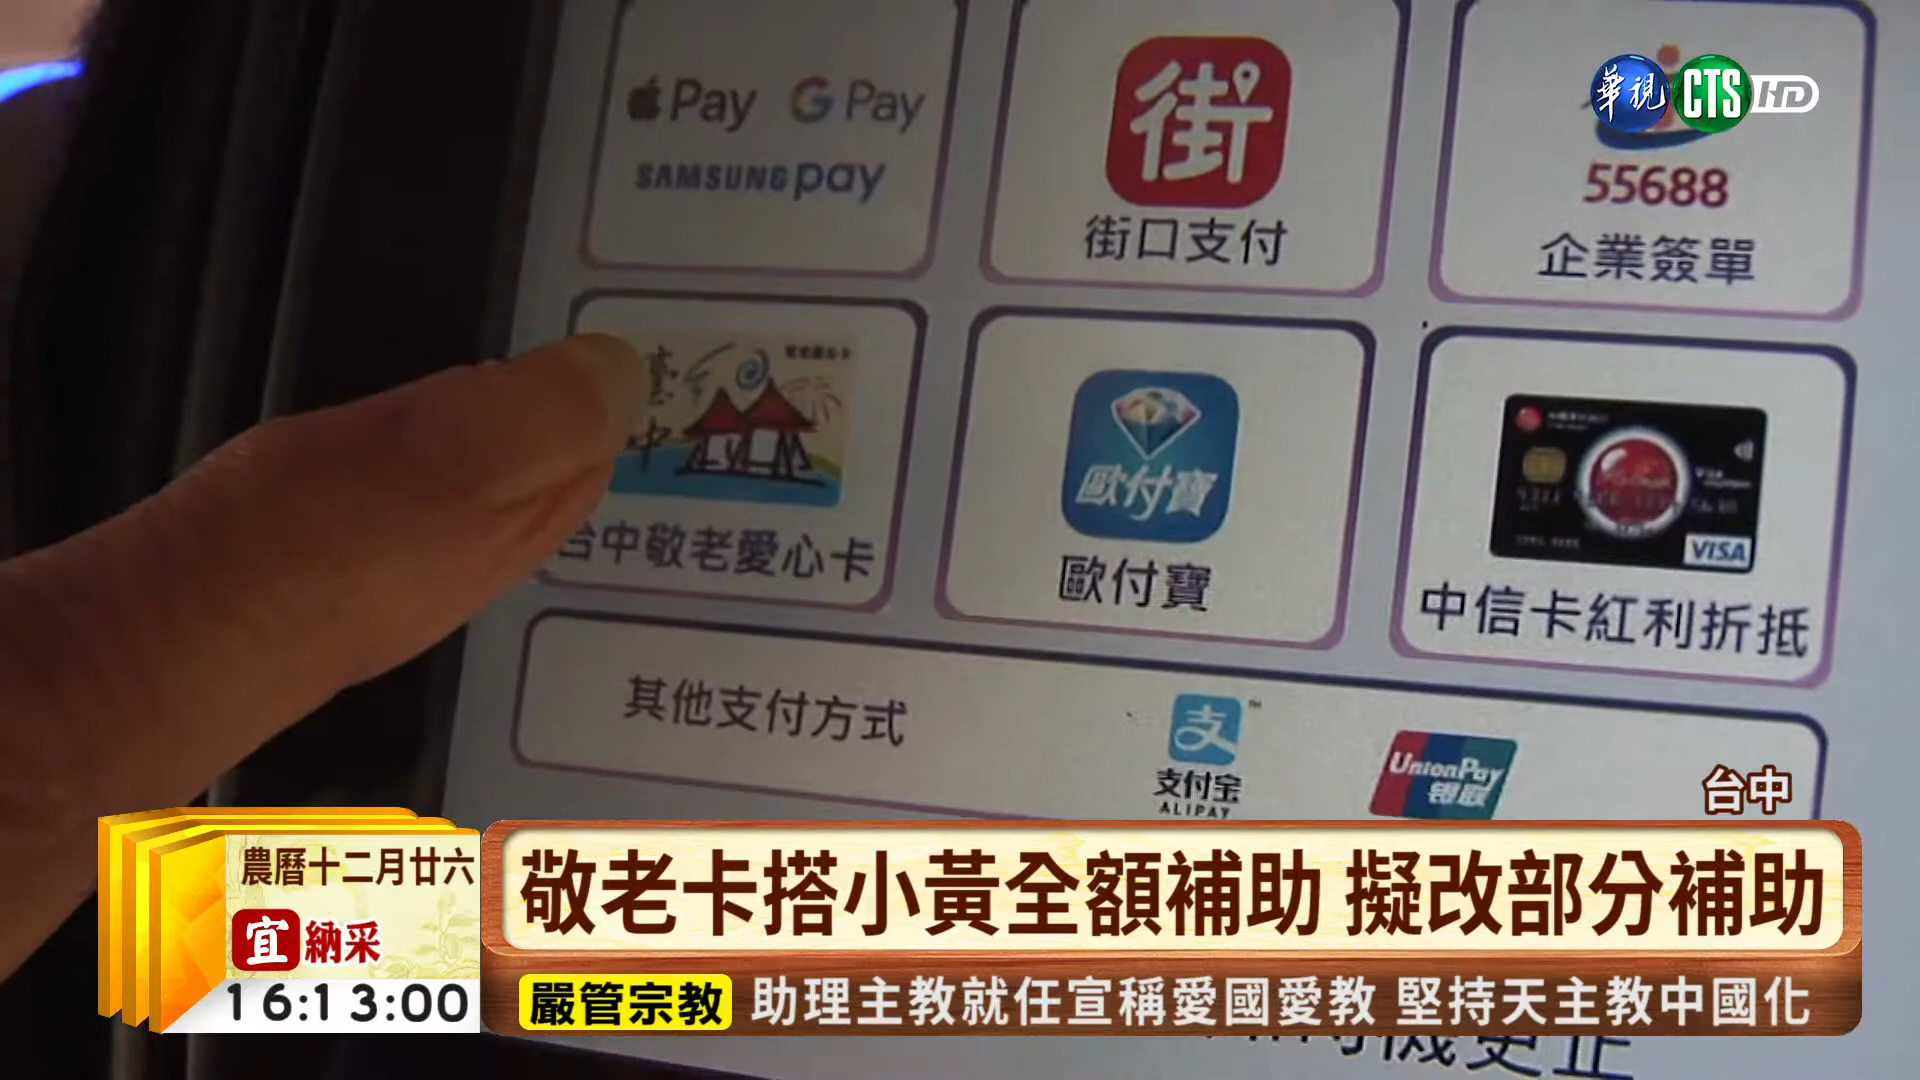 Pay G Pay
SAMSUNG pay
街
街口支付
華視 CTS HD
55688
企業簽單
臺中
台中敬老愛心卡
歐付寶
歐付寶
VISA
中信卡紅利折抵
其他支付方式
支
支付宝
ALIPAY
UnionPay
银联
台中
農曆十二月廿六
宜 納采
16:13:00
敬老卡搭小黃全額補助 擬改部分補助
嚴管宗教 助理主教就任宣稱愛國愛教 堅持天主教中國化